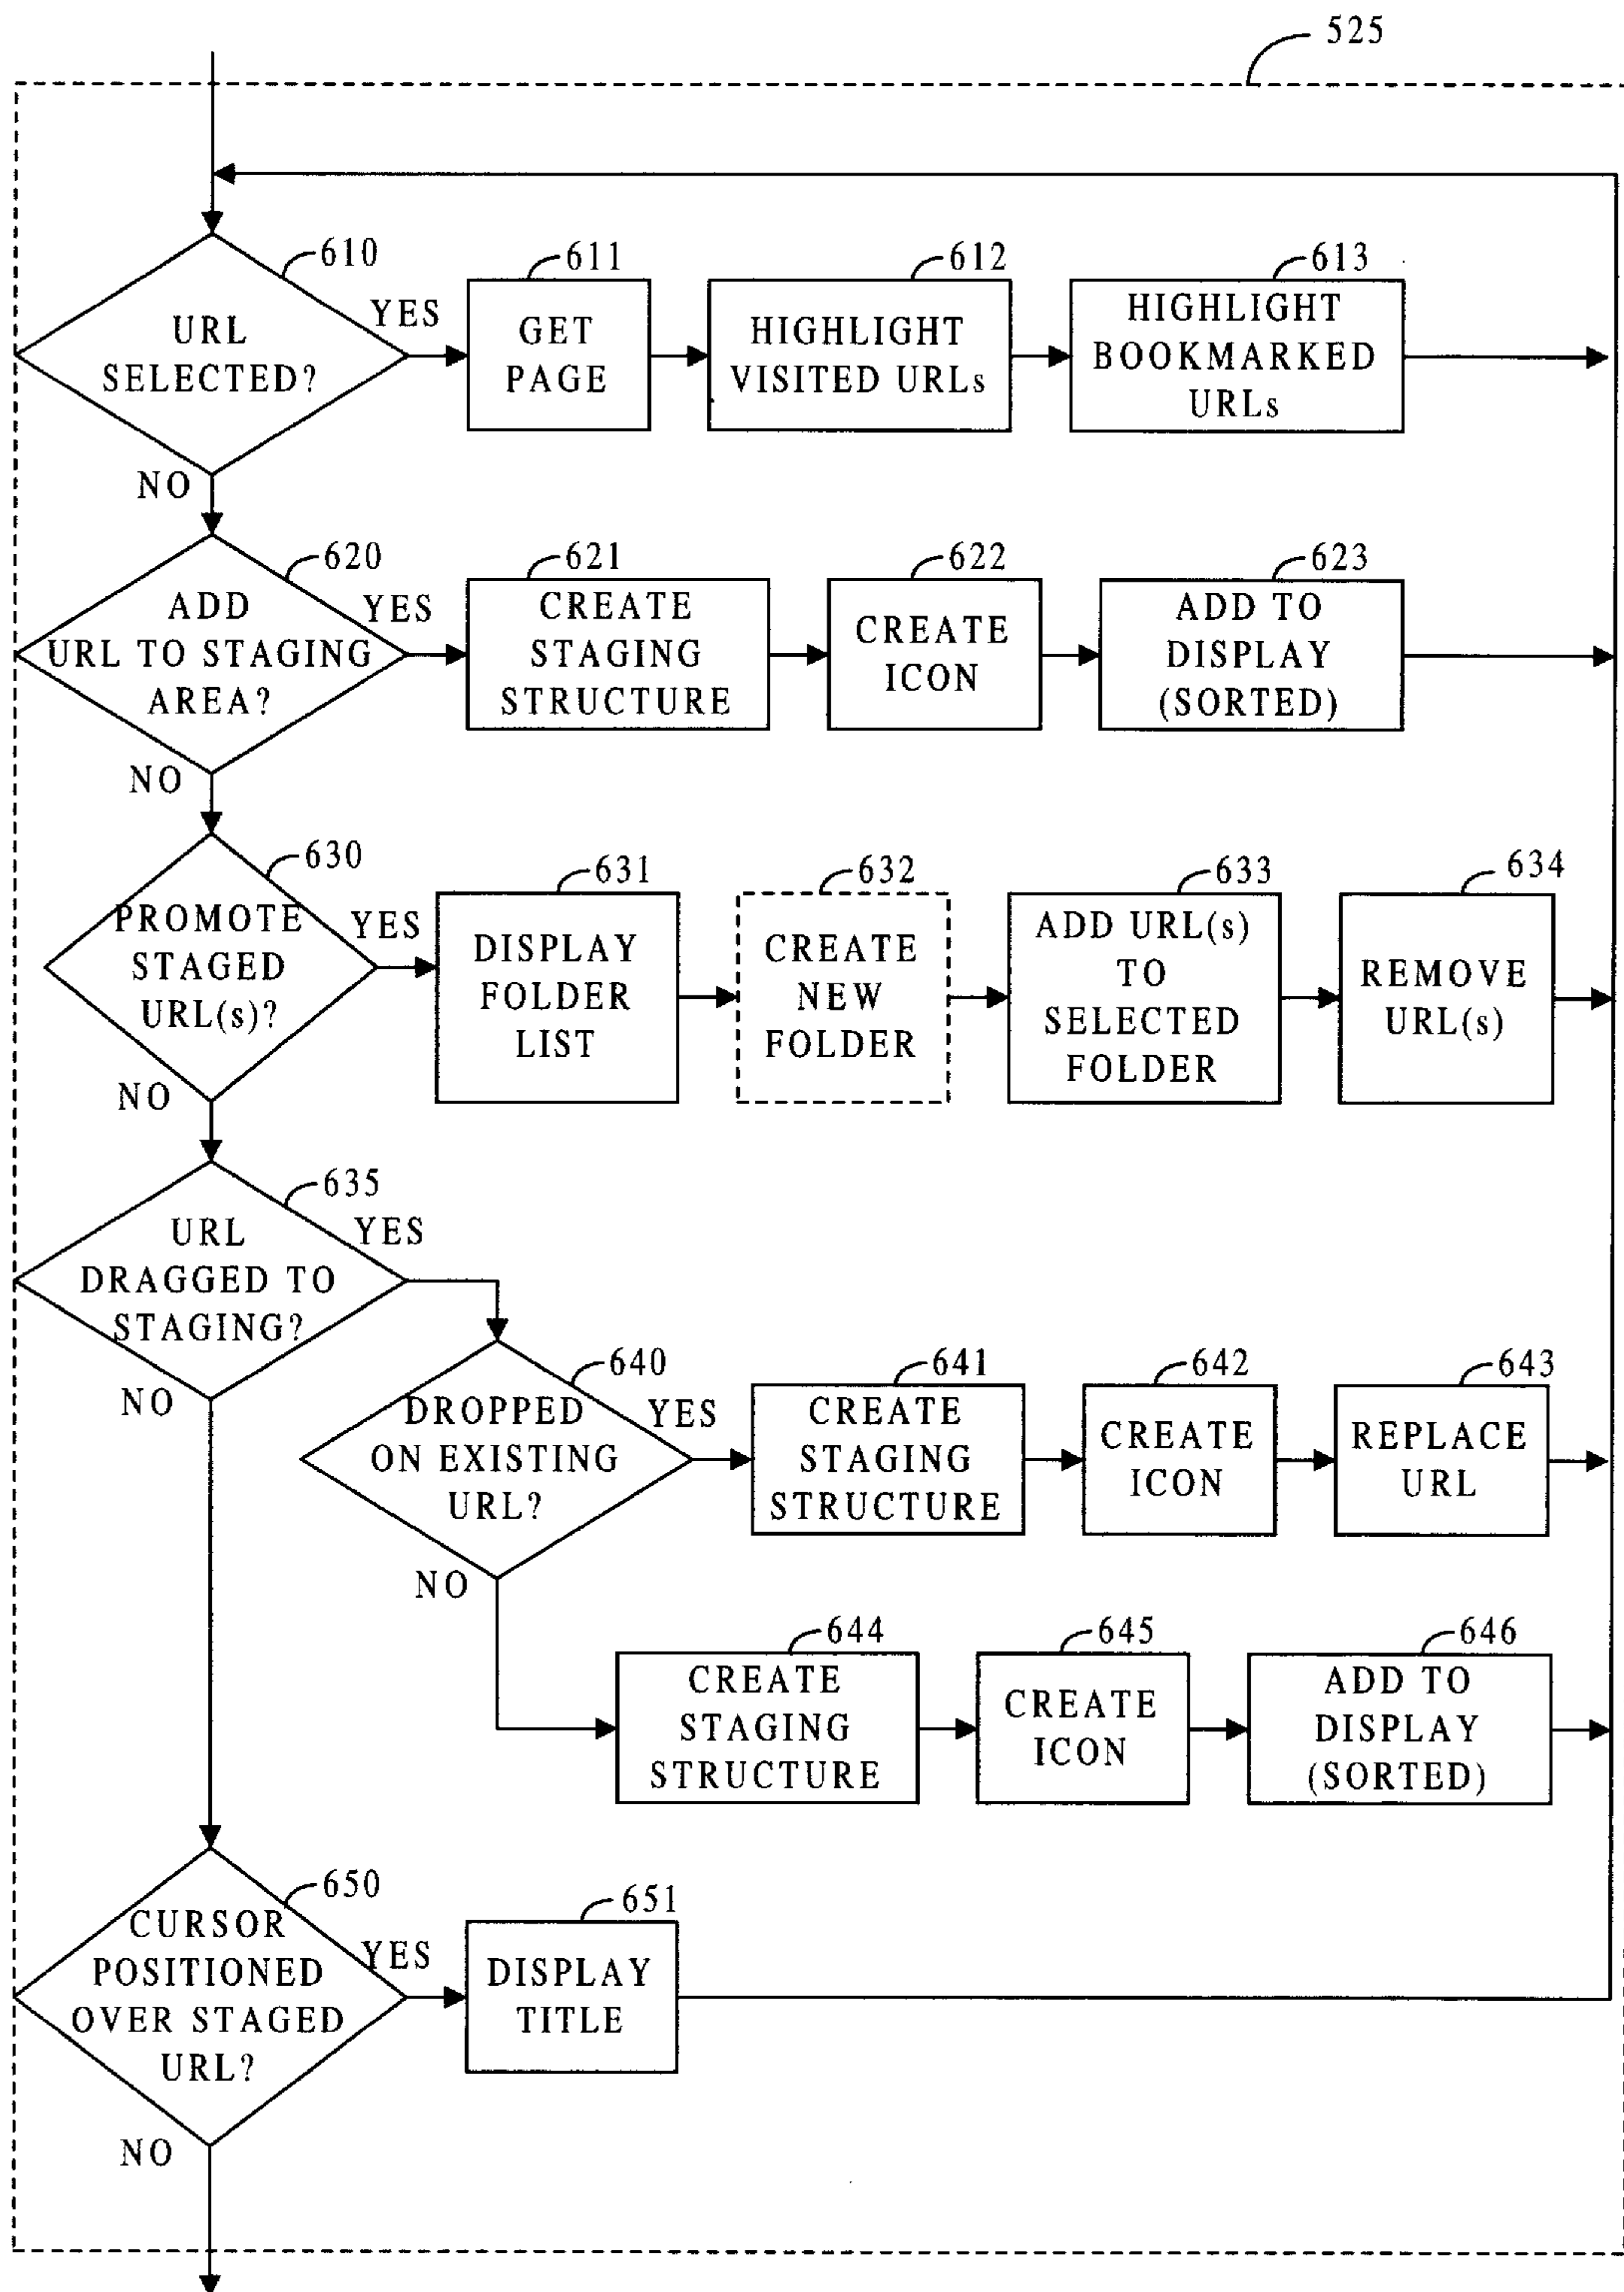 525
610
URL
SELECTED?
YES
NO
611
GET
PAGE
612
HIGHLIGHT
VISITED URLs
613
HIGHLIGHT
BOOKMARKED
URLs
620
ADD
URL TO STAGING
AREA?
YES
NO
621
CREATE
STAGING
STRUCTURE
622
CREATE
ICON
623
ADD TO
DISPLAY
(SORTED)
630
PROMOTE
STAGED
URL(s)?
YES
NO
631
DISPLAY
FOLDER
LIST
632
CREATE
NEW
FOLDER
633
ADD URL(s)
TO
SELECTED
FOLDER
634
REMOVE
URL(s)
635
URL
DRAGGED TO
STAGING?
YES
NO
640
DROPPED
ON EXISTING
URL?
YES
NO
641
CREATE
STAGING
STRUCTURE
642
CREATE
ICON
643
REPLACE
URL
644
CREATE
STAGING
STRUCTURE
645
CREATE
ICON
646
ADD TO
DISPLAY
(SORTED)
650
CURSOR
POSITIONED
OVER STAGED
URL?
YES
NO
651
DISPLAY
TITLE